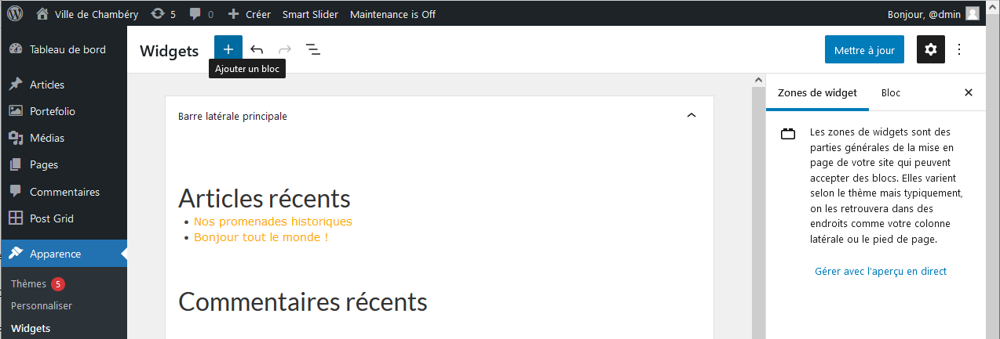 Ville de Chambéry 5 0 Créer Smart Slider Maintenance is Off Bonjour, @dmin
Tableau de bord
Articles
Portefolio
Médias
Pages
Commentaires
Post Grid
Apparence
Thèmes 5
Personnaliser
Widgets
Widgets
Ajouter un bloc
Mettre à jour
Barre latérale principale
Articles récents
Nos promenades historiques
Bonjour tout le monde !
Commentaires récents
Zones de widget Bloc
Les zones de widgets sont des
parties générales de la mise en
page de votre site qui peuvent
accepter des blocs. Elles varient
selon le thème mais typiquement,
on les retrouvera dans des
endroits comme votre colonne
latérale ou le pied de page.
Gérer avec l’aperçu en direct